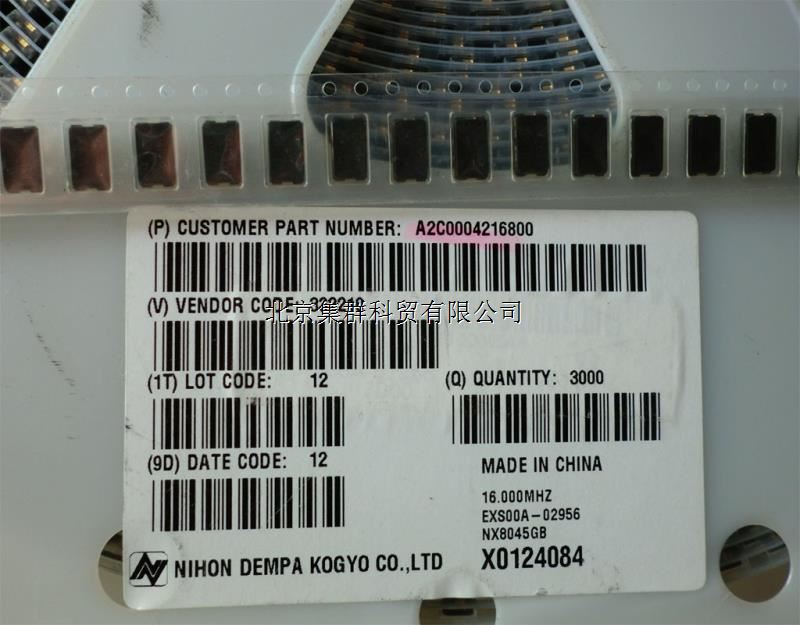 (P) CUSTOMER PART NUMBER: A2C0004216800
(V) VENDOR CODE:
北京集群科贸有限公司
(1T) LOT CODE: 12
(Q) QUANTITY: 3000
(9D) DATE CODE: 12
MADE IN CHINA
16.000MHZ
EXS00A-02956
NX8045GB
NIHON DEMPA KOGYO CO.,LTD
X0124084